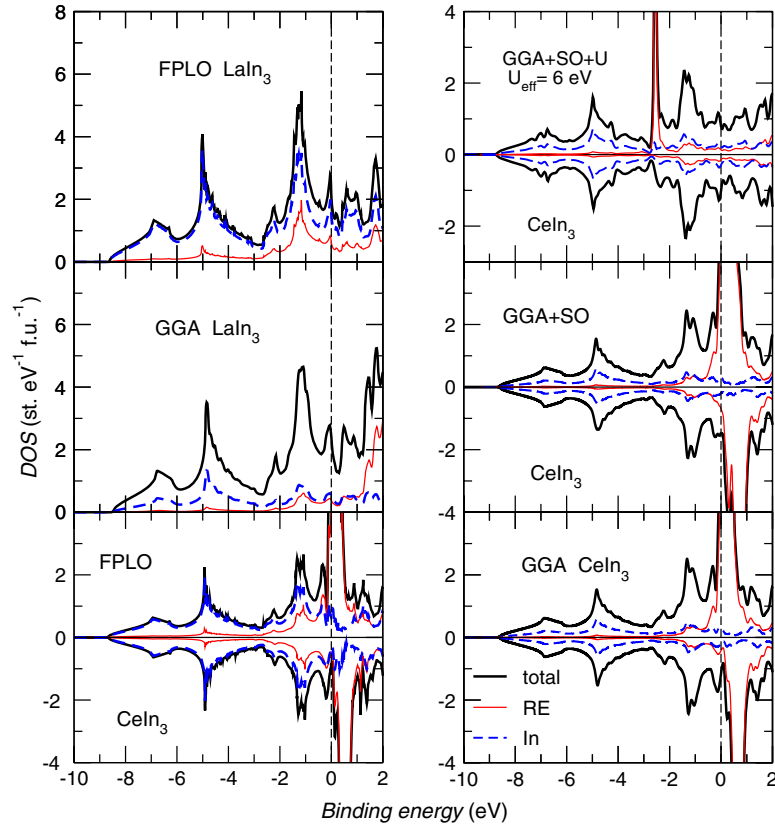 8
6
4
2
0
FPLO LaIn3
6
4
2
0
GGA LaIn3
2
0
-2
-4
FPLO
CeIn3
-10 -8 -6 -4 -2 0 2
DOS (st. eV-1 f.u.-1)
4
2
0
-2
GGA+SO+U
Ueff= 6 eV
CeIn3
2
0
-2
GGA+SO
CeIn3
-4
2
0
-2
-4
GGA CeIn3
total
RE
In
-10 -8 -6 -4 -2 0 2
Binding energy (eV)